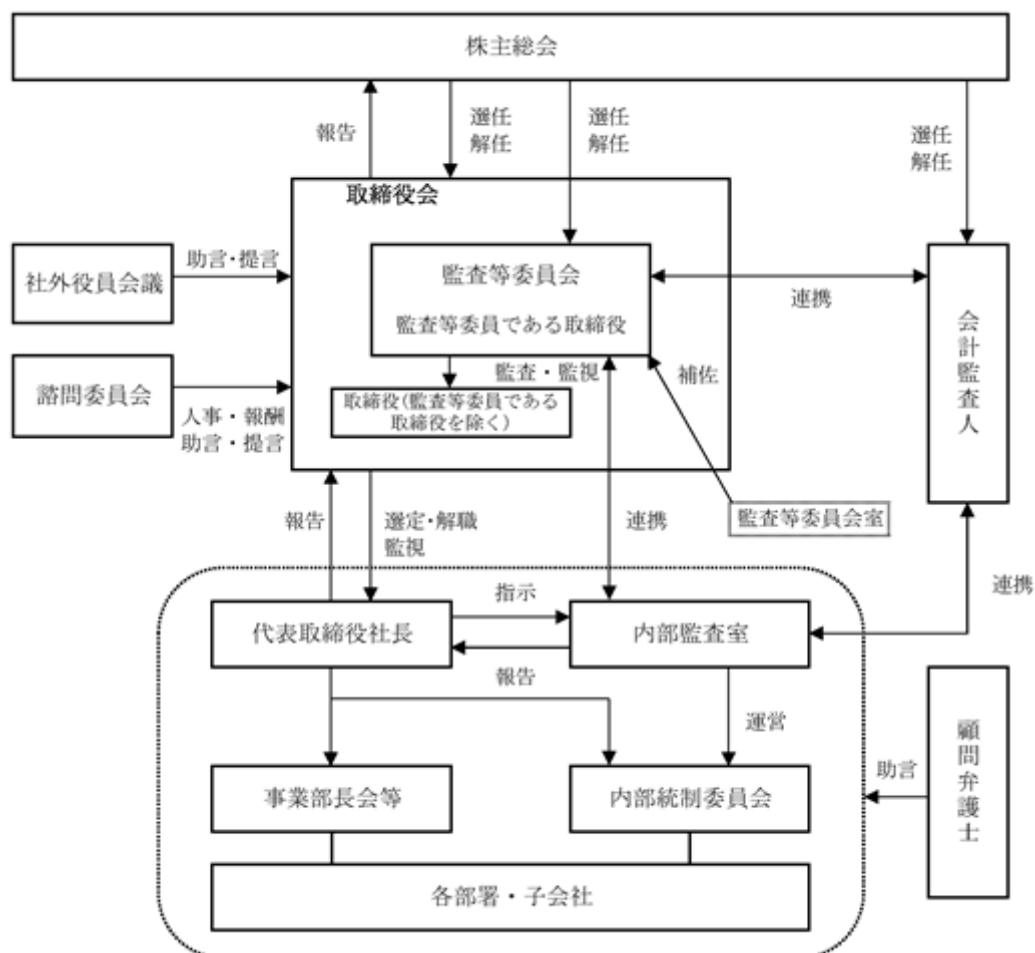 株主総会
報告
選任
解任
選任
解任
選任
解任
取締役会
社外役員会議
助言・提言
監査等委員会
監査等委員である取締役
連携
会計監査人
諮問委員会
人事・報酬
助言・提言
監査・監視
補佐
取締役(監査等委員である
取締役を除く)
報告
選定・解職
監視
連携
監査等委員会室
連携
代表取締役社長
指示
内部監査室
報告
運営
顧問弁護士
助言
事業部長会等
内部統制委員会
各部署・子会社